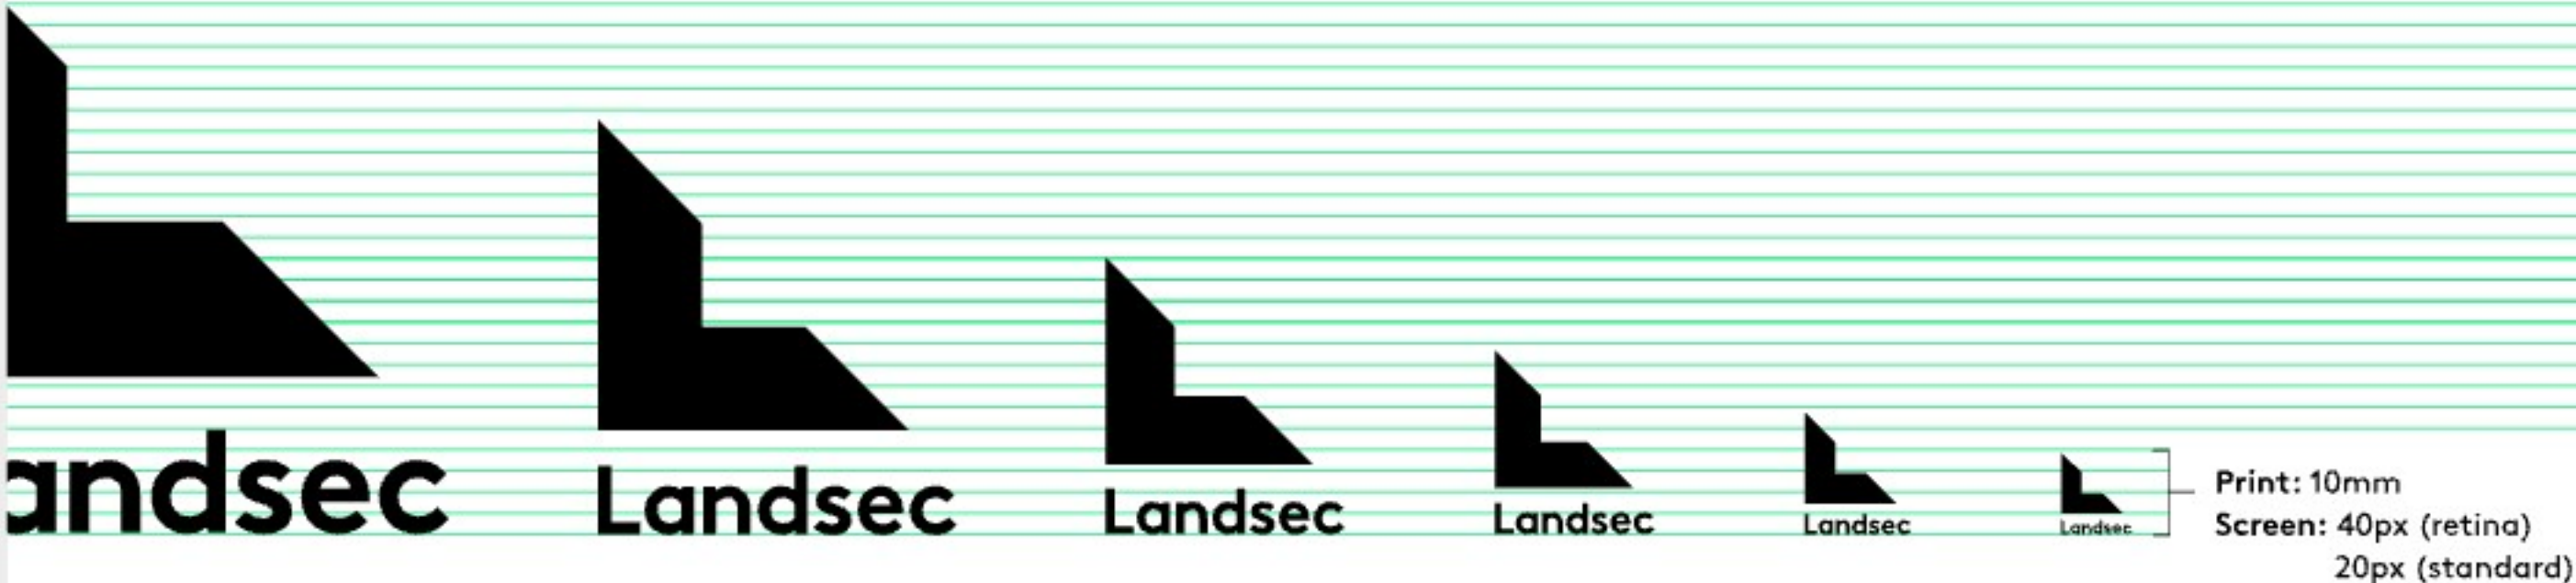 andsec
Landsec
Landsec
Landsec
Landsec
Landsec
Print: 10mm
Screen: 40px (retina)
20px (standard)